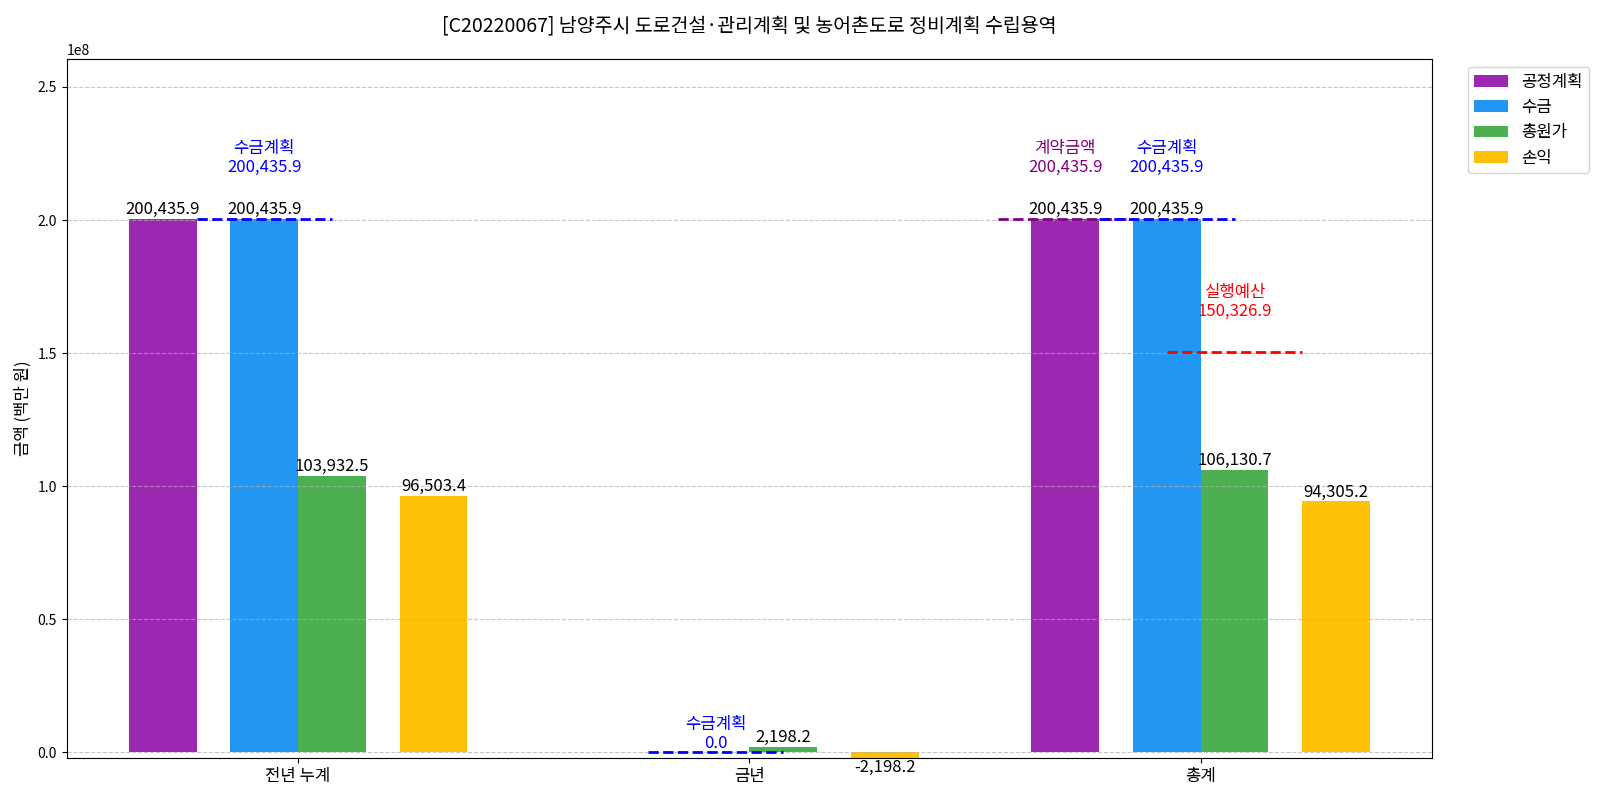 [C20220067] 남양주시 도로건설·관리계획 및 농어촌도로 정비계획 수립용역
1e8
금액 (백만 원)
2.5
2.0
1.5
1.0
0.5
0.0
수금계획
200,435.9
200,435.9
200,435.9
103,932.5
96,503.4
수금계획
0.0
2,198.2
-2,198.2
계약금액
200,435.9
수금계획
200,435.9
200,435.9
200,435.9
실행예산
150,326.9
106,130.7
94,305.2
전년 누계
금년
총계
공정계획
수금
총원가
손익